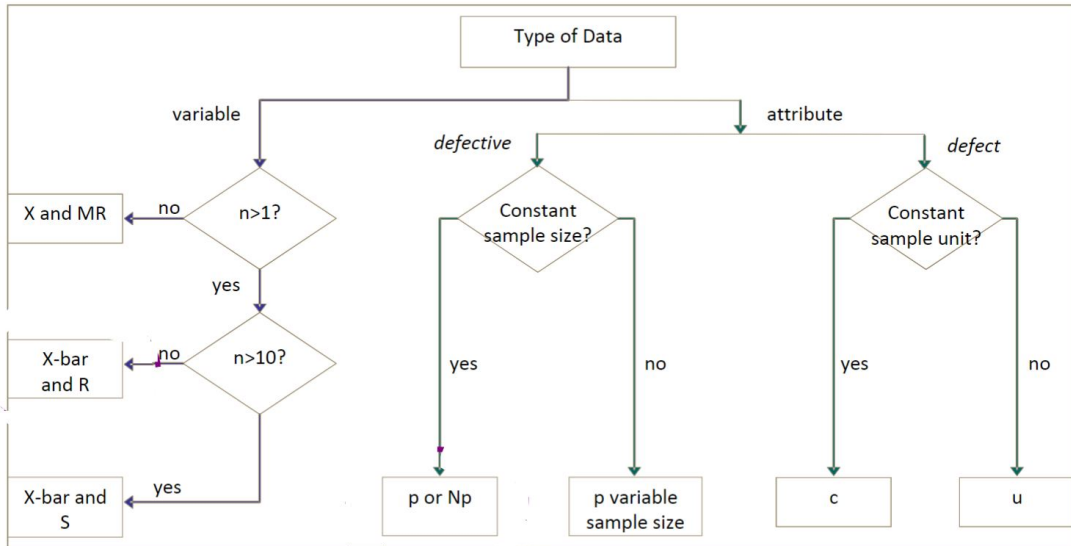 Type of Data
variable
attribute
defective
defect
X and MR
no
n>1?
Constant
sample size?
Constant
sample unit?
yes
X-bar
and R
no
n>10?
yes
no
yes
no
X-bar and
S
yes
p or Np
p variable
sample size
c
u